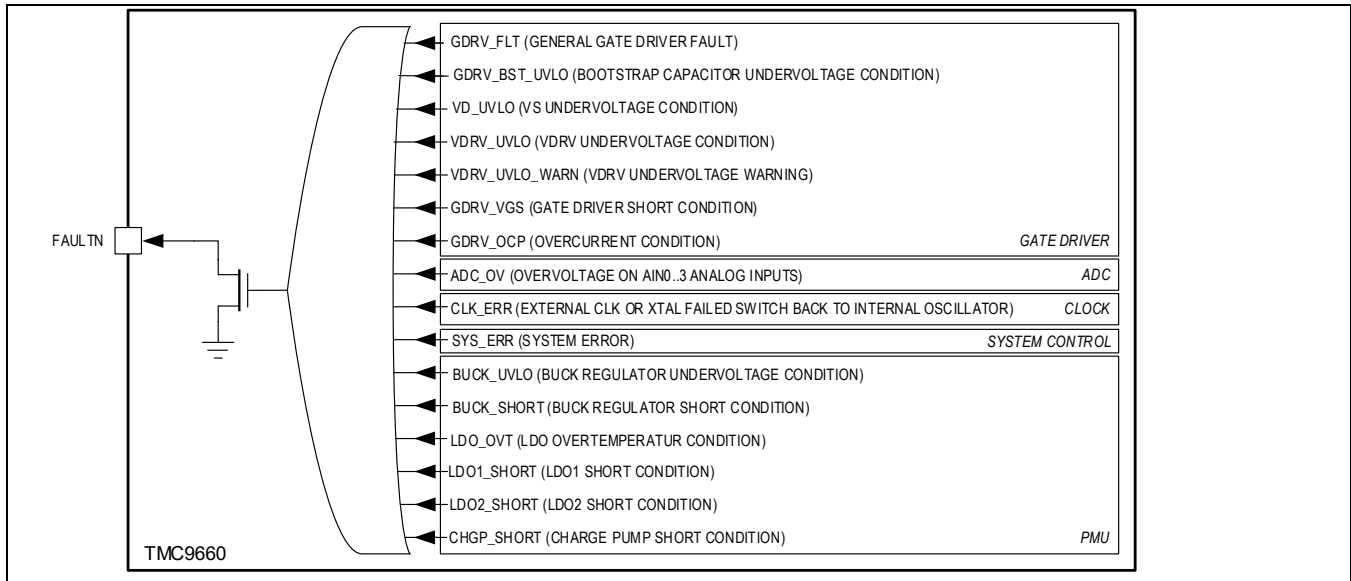 GDRV_FLT (GENERAL GATE DRIVER FAULT)
GDRV_BST_UVLO (BOOTSTRAP CAPACITOR UNDERVOLTAGE CONDITION)
VD_UVLO (VS UNDERVOLTAGE CONDITION)
VDRV_UVLO (VDRV UNDERVOLTAGE CONDITION)
VDRV_UVLO_WARN (VDRV UNDERVOLTAGE WARNING)
GDRV_VGS (GATE DRIVER SHORT CONDITION)
FAULTN
GDRV_OCP (OVERCURRENT CONDITION) GATE DRIVER
ADC_OV (OVERVOLTAGE ON AIN0..3 ANALOG INPUTS) ADC
CLK_ERR (EXTERNAL CLK OR XTAL FAILED SWITCH BACK TO INTERNAL OSCILLATOR) CLOCK
SYS_ERR (SYSTEM ERROR) SYSTEM CONTROL
BUCK_UVLO (BUCK REGULATOR UNDERVOLTAGE CONDITION)
BUCK_SHORT (BUCK REGULATOR SHORT CONDITION)
LDO_OVT (LDO OVERTEMPERATUR CONDITION)
LDO1_SHORT (LDO1 SHORT CONDITION)
LDO2_SHORT (LDO2 SHORT CONDITION)
CHGP_SHORT (CHARGE PUMP SHORT CONDITION) PMU
TMC9660